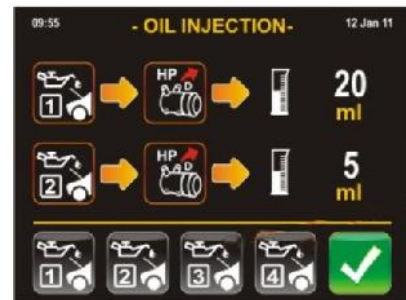 09:55 - OIL INJECTION- 12 Jan 11
1 HP D 20
ml
2 HP D 5
ml
1 2 3 4